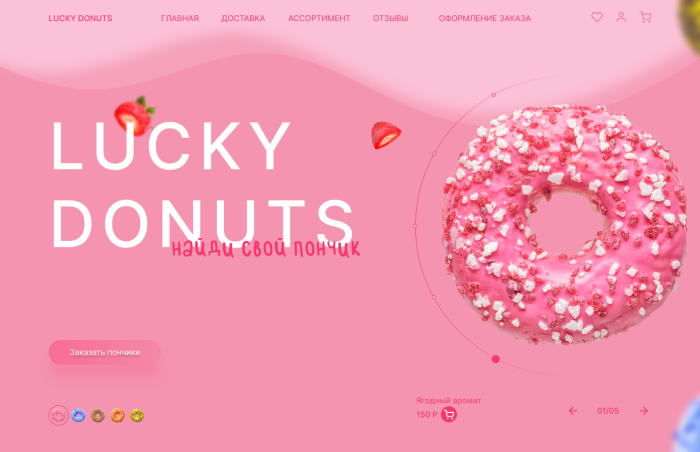 LUCKY DONUTS ГЛАВНАЯ ДОСТАВКА АССОРТИМЕНТ ОТЗЫВЫ ОФОРМЛЕНИЕ ЗАКАЗА
LUCKY
DONUTS
найди свой пончик
Заказать пончики
Ягодный аромат
150 Р
01/05